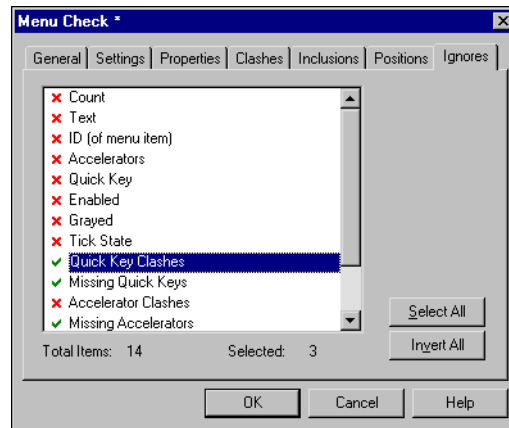 Menu Check *
General Settings Properties Clashes Inclusions Positions Ignores
Count
Text
ID (of menu item)
Accelerators
Quick Key
Enabled
Grayed
Tick State
Quick Key Clashes
Missing Quick Keys
Accelerator Clashes
Missing Accelerators
Select All
Invert All
Total Items: 14 Selected: 3
OK Cancel Help